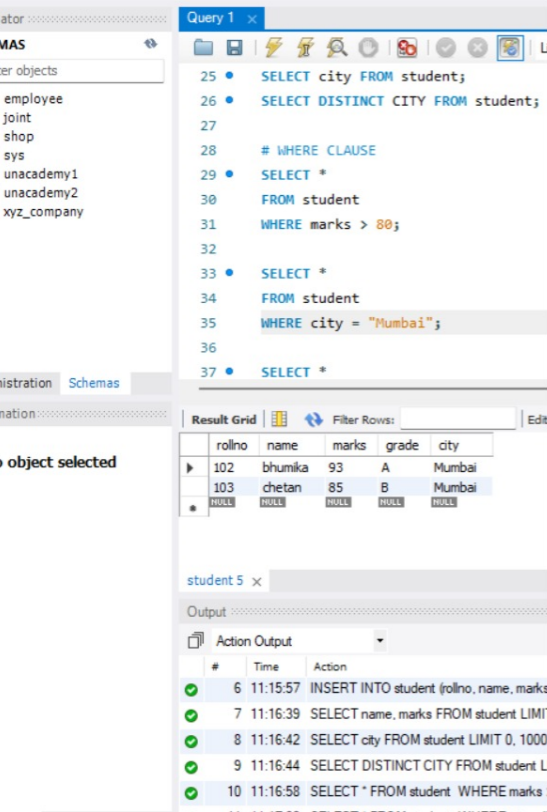 Query 1
ter objects
employee
joint
shop
sys
unacademy1
unacademy2
xyz_company
25 SELECT city FROM student;
26 SELECT DISTINCT CITY FROM student;
27
28 # WHERE CLAUSE
29 SELECT *
30 FROM student
31 WHERE marks > 80;
32
33 SELECT *
34 FROM student
35 WHERE city = "Mumbai";
36
37 SELECT *
nistration Schemas
Result Grid Filter Rows: Edit
object selected
rollno name marks grade city
102 bhumika 93 A Mumbai
103 chetan 85 B Mumbai
NULL NULL NULL NULL NULL
student 5
Output
Action Output
# Time Action
6 11:15:57 INSERT INTO student (rollno, name, marks
7 11:16:39 SELECT name, marks FROM student LIMIT
8 11:16:42 SELECT city FROM student LIMIT 0, 1000
9 11:16:44 SELECT DISTINCT CITY FROM student L
10 11:16:58 SELECT * FROM student WHERE marks